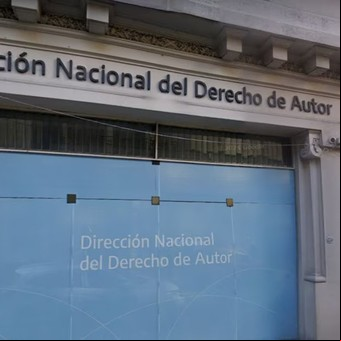 ción Nacional del Derecho de Autor
Dirección Nacional
del Derecho de Autor